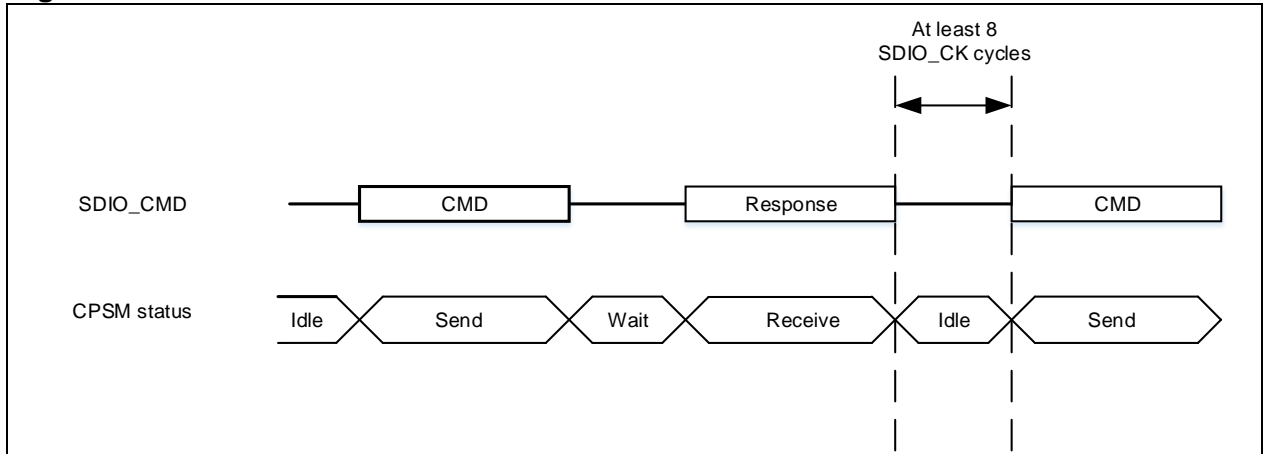 At least 8
SDIO_CK cycles
SDIO_CMD CMD Response CMD
CPSM status Idle Send Wait Receive Idle Send